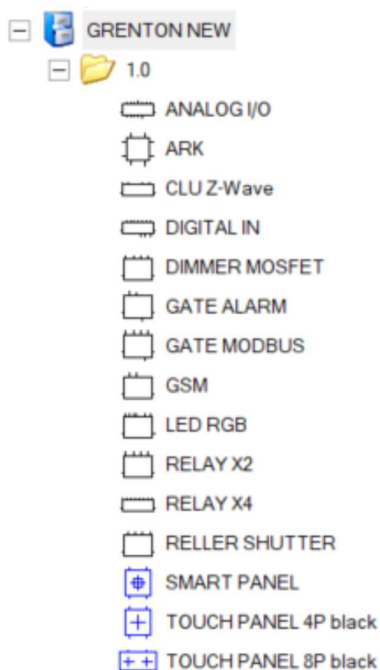 GRENTON NEW
1.0
ANALOG I/O
ARK
CLU Z-Wave
DIGITAL IN
DIMMER MOSFET
GATE ALARM
GATE MODBUS
GSM
LED RGB
RELAY X2
RELAY X4
RELLER SHUTTER
SMART PANEL
TOUCH PANEL 4P black
TOUCH PANEL 8P black